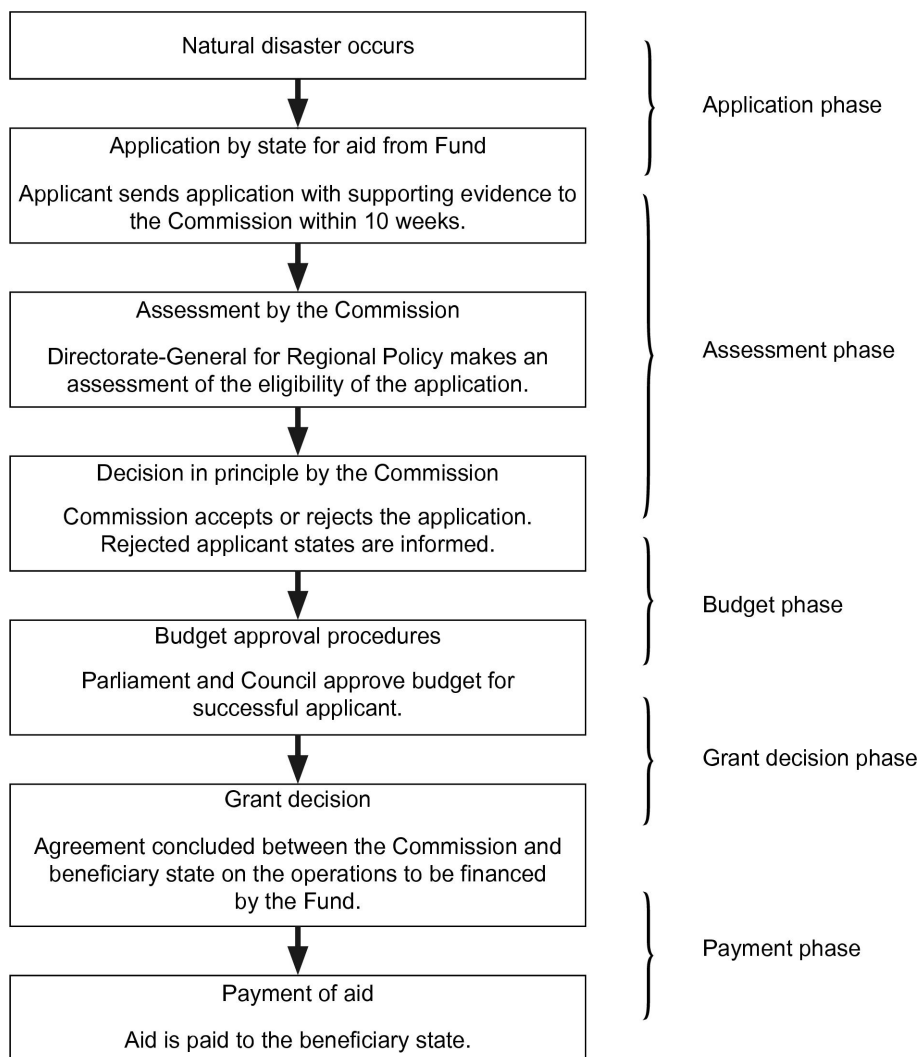 Natural disaster occurs
Application phase
Application by state for aid from Fund
Applicant sends application with supporting evidence to
the Commission within 10 weeks.
Assessment by the Commission
Directorate-General for Regional Policy makes an
assessment of the eligibility of the application.
Assessment phase
Decision in principle by the Commission
Commission accepts or rejects the application.
Rejected applicant states are informed.
Budget phase
Budget approval procedures
Parliament and Council approve budget for
successful applicant.
Grant decision phase
Grant decision
Agreement concluded between the Commission and
beneficiary state on the operations to be financed
by the Fund.
Payment phase
Payment of aid
Aid is paid to the beneficiary state.